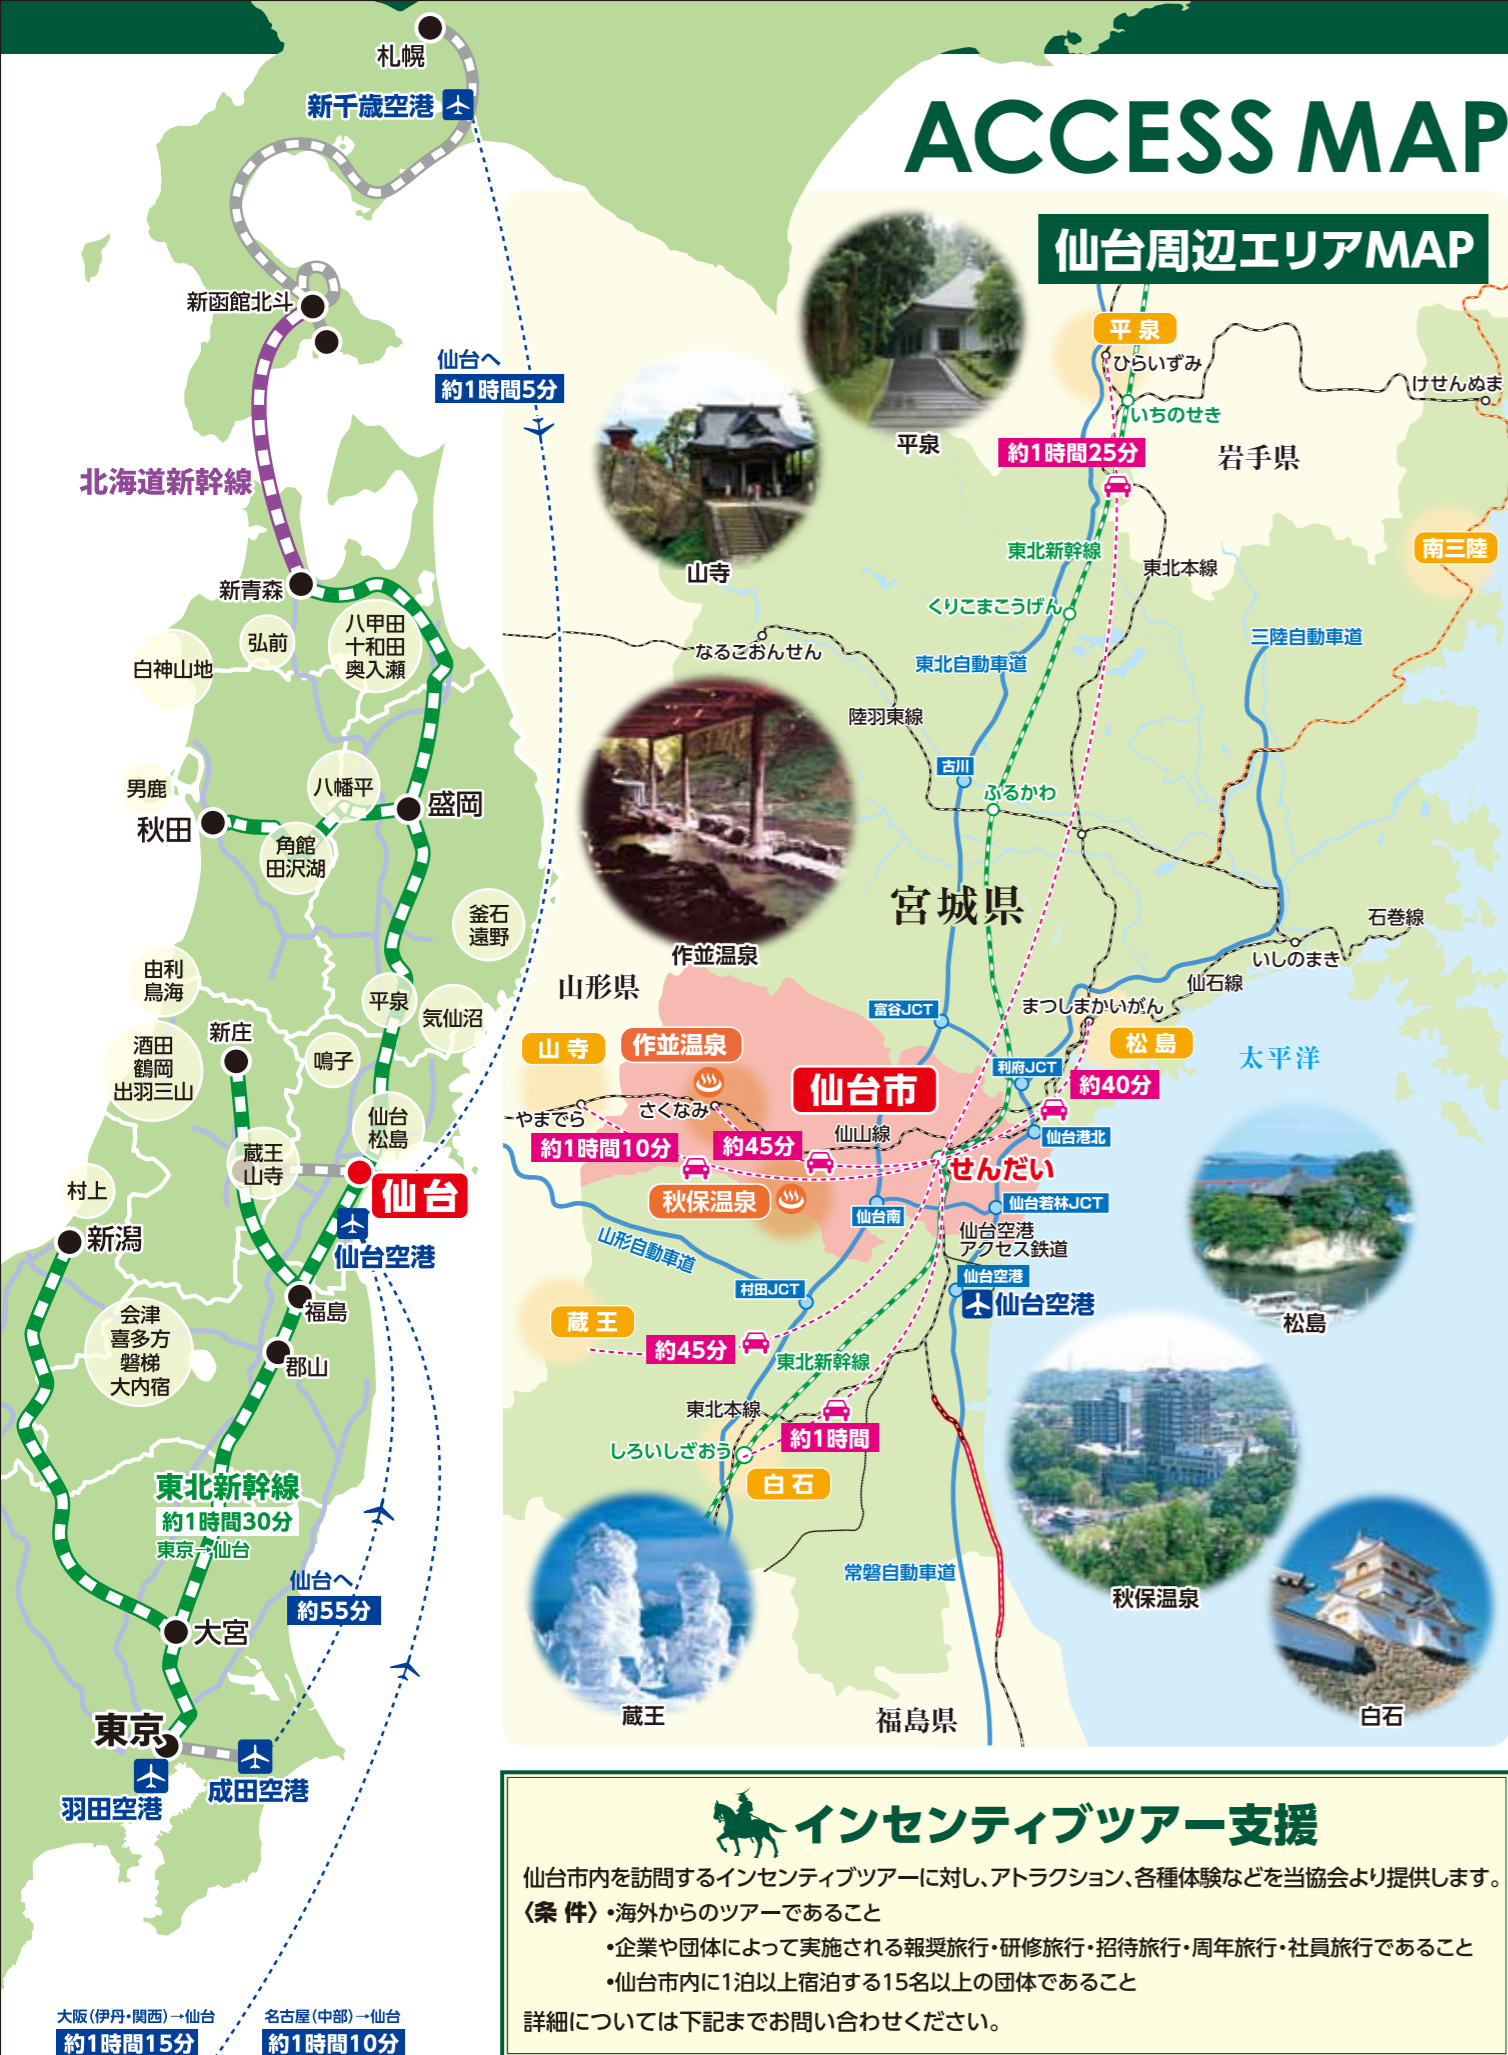 ACCESS MAP
札幌
新千歳空港
新函館北斗
仙台へ
約1時間5分
北海道新幹線
新青森
弘前
八甲田
十和田
奥入瀬
白神山地
男鹿
八幡平
秋田
盛岡
角館
田沢湖
釜石
遠野
由利
鳥海
平泉
気仙沼
新庄
酒田
鶴岡
出羽三山
鳴子
仙台
松島
蔵王
山寺
村上
仙台
新潟
仙台空港
福島
会津
喜多方
磐梯
大内宿
郡山
東北新幹線
約1時間30分
東京→仙台
仙台へ
約55分
大宮
東京
成田空港
羽田空港
大阪(伊丹・関西)→仙台
約1時間15分
名古屋(中部)→仙台
約1時間10分
仙台周辺エリアMAP
平泉
ひらいずみ
けせんぬま
いちのせき
平泉
約1時間25分
岩手県
山寺
東北新幹線
東北本線
南三陸
くりこまこうげん
三陸自動車道
なるこおんせん
東北自動車道
陸羽東線
古川
ふるかわ
宮城県
石巻線
作並温泉
いしのまき
山形県
仙石線
富谷JCT
まつしまかいがん
山寺
作並温泉
松島
太平洋
利府JCT
仙台市
約40分
やまでら
さくなみ
仙山線
仙台港北
約1時間10分
約45分
せんだい
秋保温泉
仙台南
仙台若林JCT
山形自動車道
仙台空港
アクセス鉄道
村田JCT
仙台空港
仙台空港
蔵王
松島
約45分
東北新幹線
東北本線
約1時間
しろいしざおう
白石
常磐自動車道
秋保温泉
蔵王
福島県
白石
インセンティブツアー支援
仙台市内を訪問するインセンティブツアーに対し、アトラクション、各種体験などを当協会より提供します。
〈条 件〉•海外からのツアーであること
•企業や団体によって実施される報奨旅行・研修旅行・招待旅行・周年旅行・社員旅行であること
•仙台市内に1泊以上宿泊する15名以上の団体であること
詳細については下記までお問い合わせください。